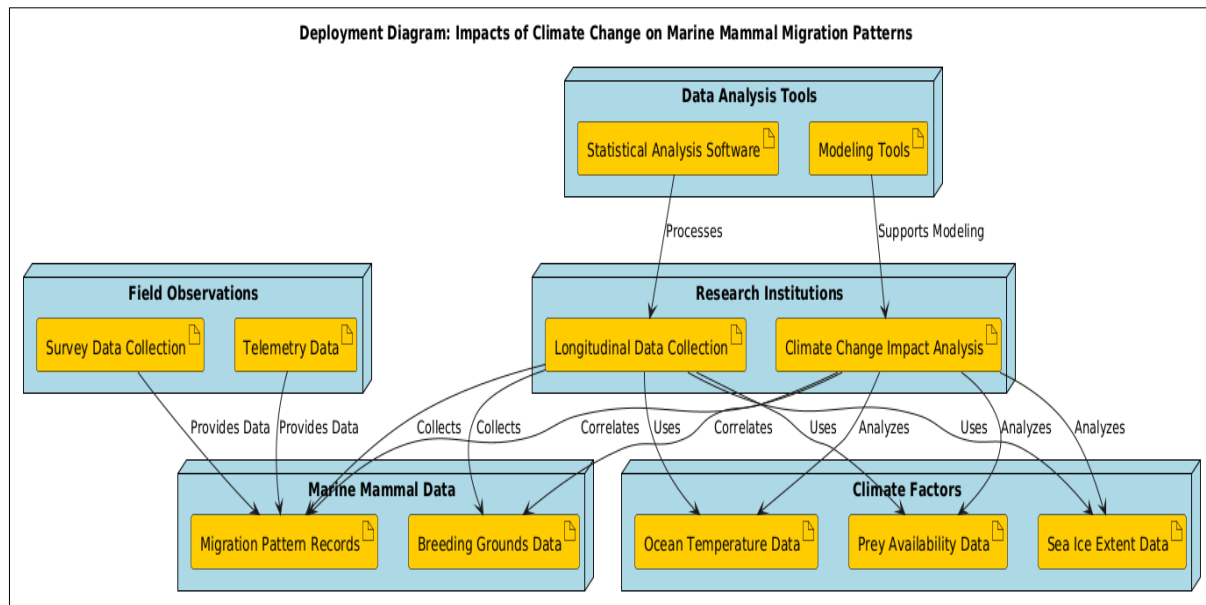 Deployment Diagram: Impacts of Climate Change on Marine Mammal Migration Patterns
Data Analysis Tools
Statistical Analysis Software
Modeling Tools
Processes
Supports Modeling
Field Observations
Survey Data Collection
Telemetry Data
Research Institutions
Longitudinal Data Collection
Climate Change Impact Analysis
Provides Data
Provides Data
Collects
Collects
Correlates
Uses
Correlates
Uses
Analyzes
Uses
Analyzes
Analyzes
Marine Mammal Data
Migration Pattern Records
Breeding Grounds Data
Climate Factors
Ocean Temperature Data
Prey Availability Data
Sea Ice Extent Data